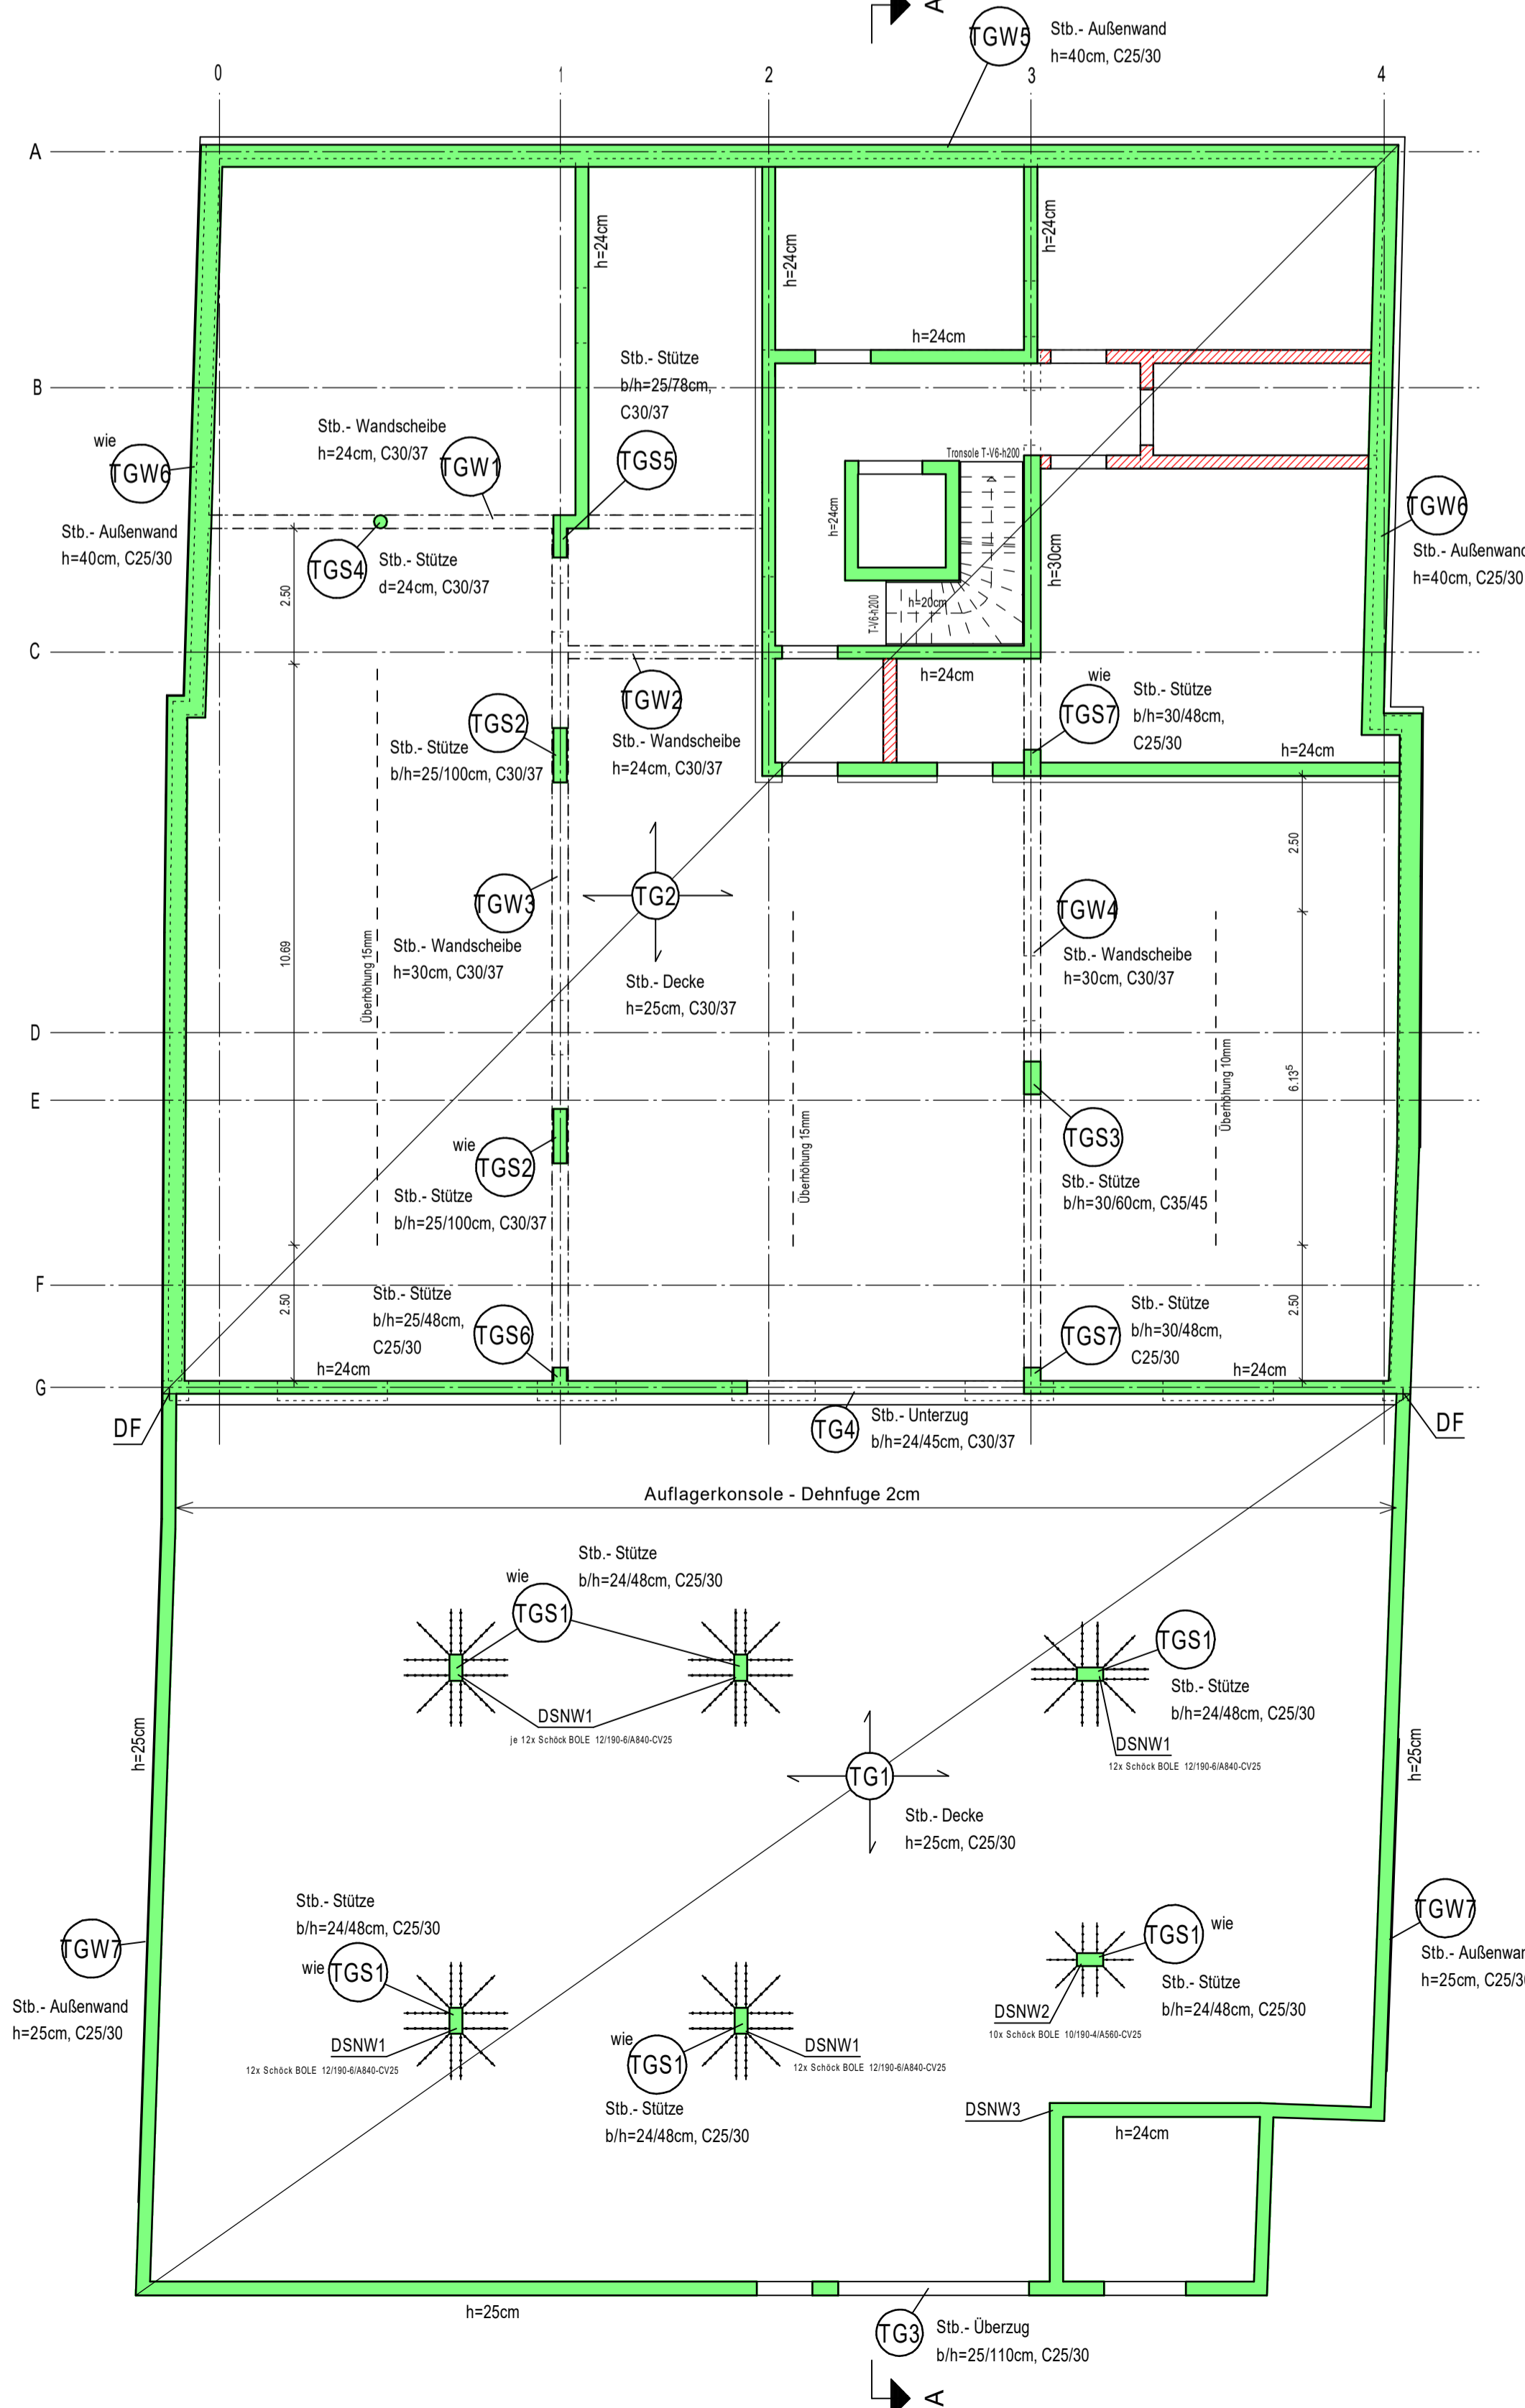 A
TGW5
Stb.- Außenwand
h=40cm, C25/30
0
1
2
3
4
A
h=24cm
h=24cm
h=24cm
h=24cm
Stb.- Stütze
b/h=25/78cm,
C30/37
TGS5
B
Stb.- Wandscheibe
h=24cm, C30/37
TGW1
wie
TGW6
Stb.- Außenwand
h=40cm, C25/30
TGS4
Stb.- Stütze
d=24cm, C30/37
2.50
Tronsole T-V6-h200
h=24cm
h=30cm
T-V6-h200
h=20cm
TGW6
Stb.- Außenwand
h=40cm, C25/30
C
h=24cm
TGW2
Stb.- Wandscheibe
h=24cm, C30/37
TGS2
Stb.- Stütze
b/h=25/100cm, C30/37
wie
TGS7
Stb.- Stütze
b/h=30/48cm,
C25/30
h=24cm
2.50
TGW3
Stb.- Wandscheibe
h=30cm, C30/37
TG2
Stb.- Decke
h=25cm, C30/37
TGW4
Stb.- Wandscheibe
h=30cm, C30/37
10.69
Überhöhung 15mm
D
E
Überhöhung 15mm
Überhöhung 10mm
6.13⁵
wie
TGS2
Stb.- Stütze
b/h=25/100cm, C30/37
TGS3
Stb.- Stütze
b/h=30/60cm, C35/45
F
2.50
Stb.- Stütze
b/h=25/48cm,
C25/30
TGS6
TGS7
Stb.- Stütze
b/h=30/48cm,
C25/30
2.50
h=24cm
h=24cm
G
DF
TG4
Stb.- Unterzug
b/h=24/45cm, C30/37
DF
Auflagerkonsole - Dehnfuge 2cm
wie
TGS1
Stb.- Stütze
b/h=24/48cm, C25/30
DSNW1
je 12x Schöck BOLE 12/190-6/A840-CV25
TGS1
Stb.- Stütze
b/h=24/48cm, C25/30
DSNW1
12x Schöck BOLE 12/190-6/A840-CV25
h=25cm
h=25cm
TG1
Stb.- Decke
h=25cm, C25/30
TGW7
Stb.- Außenwand
h=25cm, C25/30
Stb.- Stütze
b/h=24/48cm, C25/30
wie
TGS1
DSNW1
12x Schöck BOLE 12/190-6/A840-CV25
wie
TGS1
Stb.- Stütze
b/h=24/48cm, C25/30
DSNW1
12x Schöck BOLE 12/190-6/A840-CV25
TGS1
wie
Stb.- Stütze
b/h=24/48cm, C25/30
DSNW2
10x Schöck BOLE 10/190-4/A560-CV25
TGW7
Stb.- Außenwan
h=25cm, C25/3
DSNW3
h=24cm
h=25cm
TG3
Stb.- Überzug
b/h=25/110cm, C25/30
A